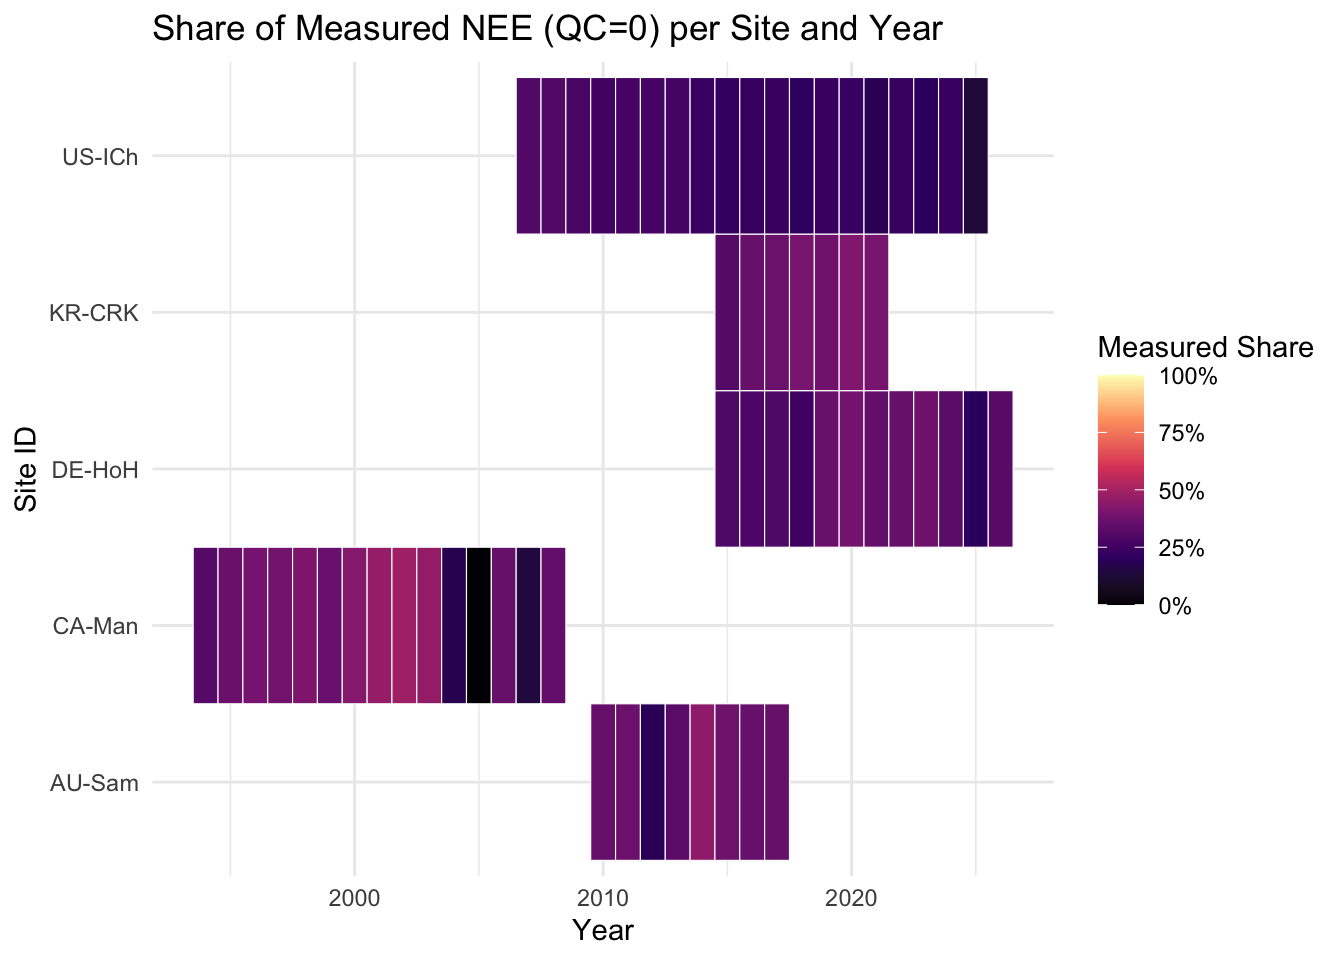 Share of Measured NEE (QC=0) per Site and Year
US-ICh
KR-CRK
DE-HoH
CA-Man
AU-Sam
Site ID
2000
2010
2020
Year
Measured Share
100%
75%
50%
25%
0%